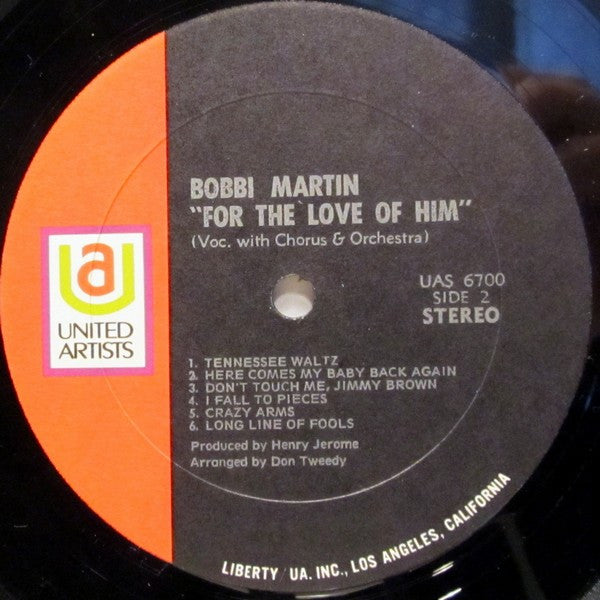 BOBBI MARTIN
"FOR THE LOVE OF HIM"
(Voc. with Chorus & Orchestra)
UAS 6700
SIDE 2
STEREO
ua
UNITED
ARTISTS
1. TENNESSEE WALTZ
2. HERE COMES MY BABY BACK AGAIN
3. DON'T TOUCH ME, JIMMY BROWN
4. I FALL TO PIECES
5. CRAZY ARMS
6. LONG LINE OF FOOLS
Produced by Henry Jerome
Arranged by Don Tweedy
LIBERTY/UA. INC., LOS ANGELES, CALIFORNIA